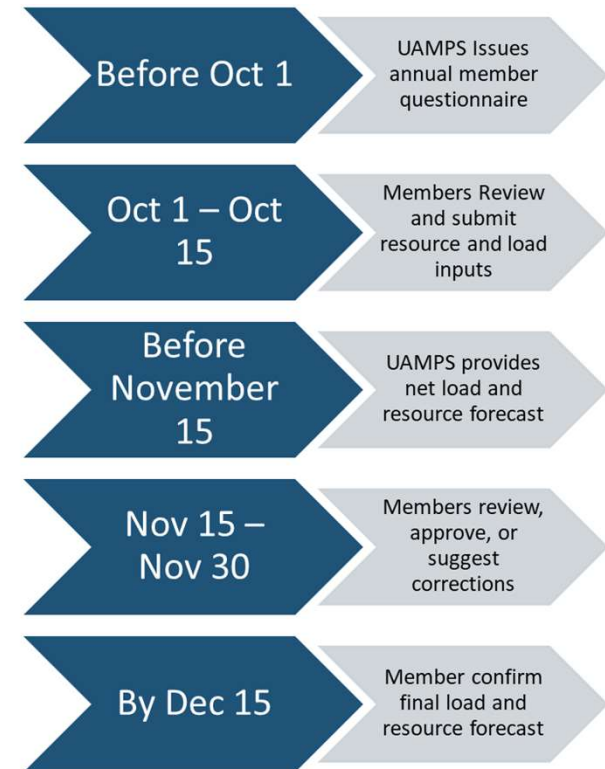 Before Oct 1
UAMPS Issues
annual member
questionnaire
Oct 1 – Oct
15
Members Review
and submit
resource and load
inputs
Before
November
15
UAMPS provides
net load and
resource forecast
Nov 15 –
Nov 30
Members review,
approve, or
suggest
corrections
By Dec 15
Member confirm
final load and
resource forecast